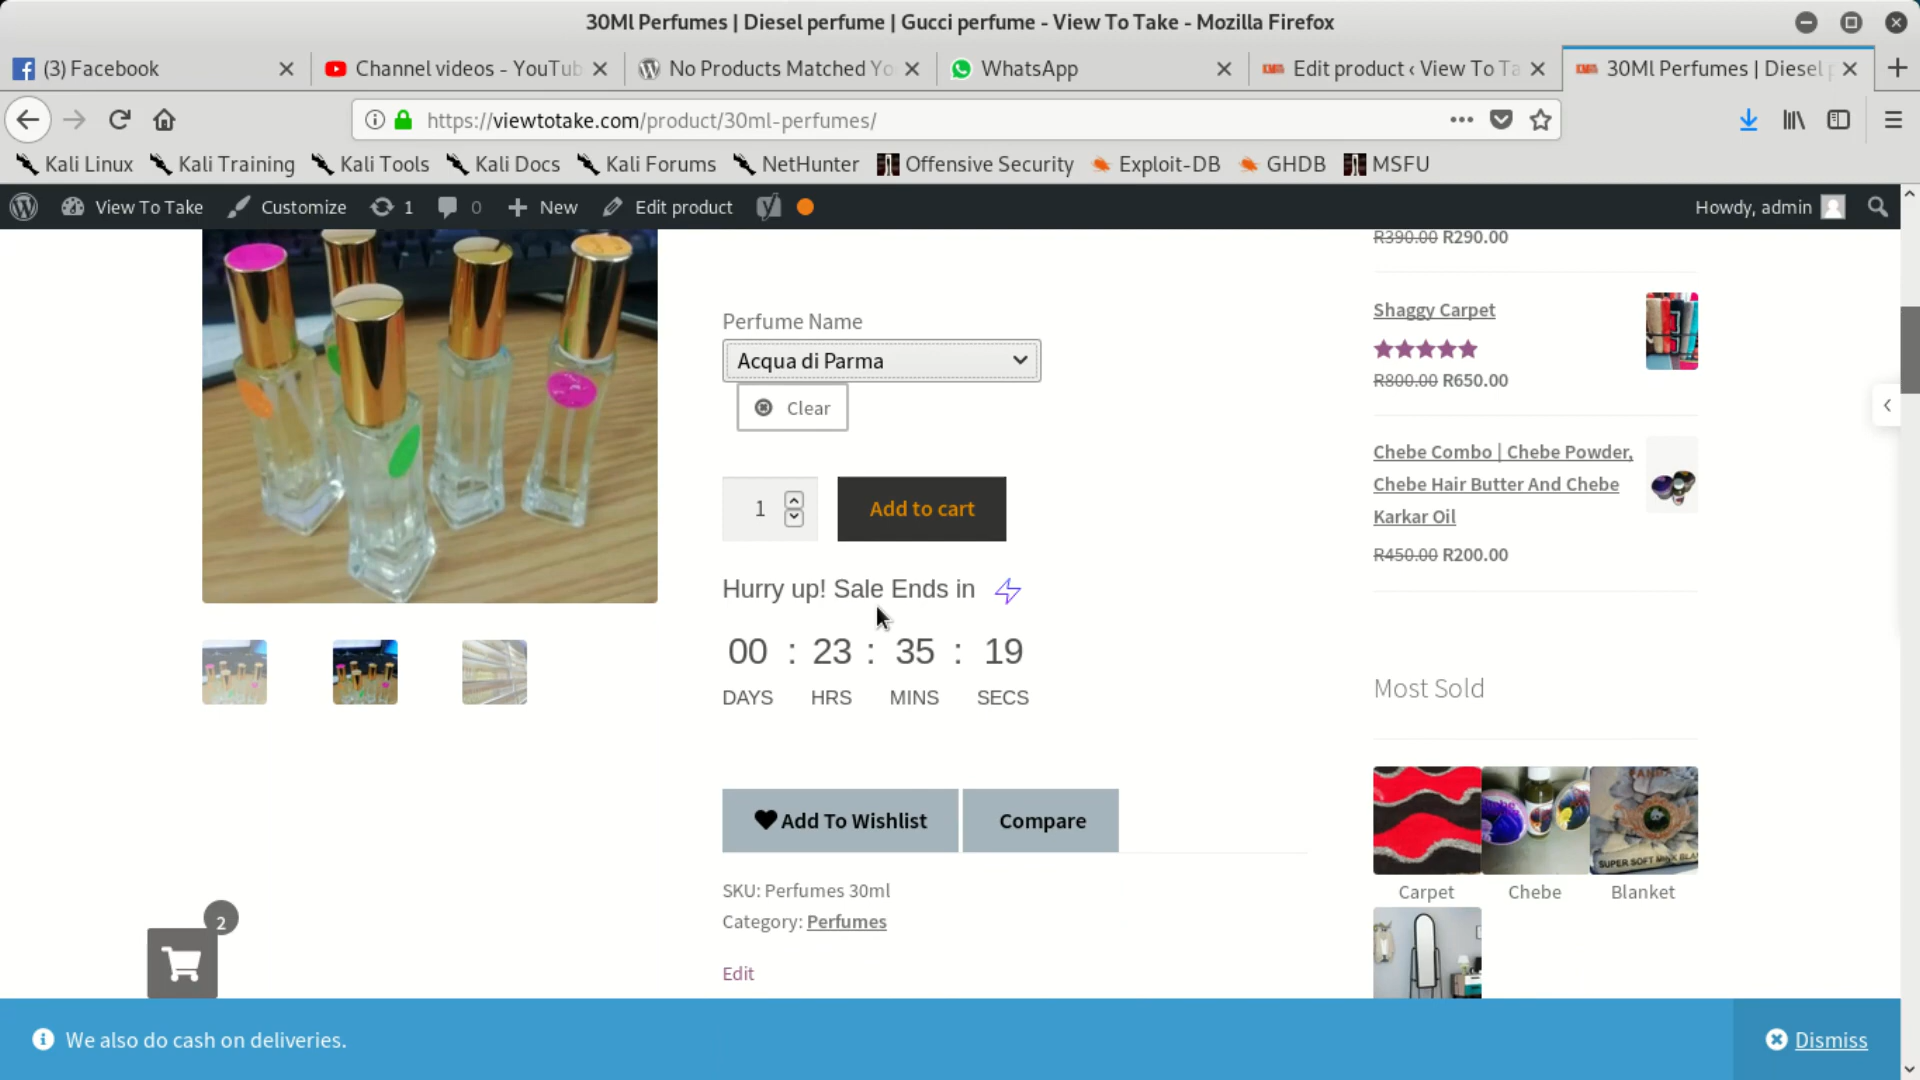 30Ml Perfumes | Diesel perfume | Gucci perfume - View To Take - Mozilla Firefox
(3) Facebook
Channel videos - YouTub
No Products Matched Yo
WhatsApp
Edit product ‹ View To Ta
30Ml Perfumes | Diesel p
https://viewtotake.com/product/30ml-perfumes/
Kali Linux
Kali Training
Kali Tools
Kali Docs
Kali Forums
NetHunter
Offensive Security
Exploit-DB
GHDB
MSFU
View To Take
Customize
1
0
New
Edit product
Howdy, admin
Perfume Name
Acqua di Parma
Clear
1
Add to cart
Hurry up! Sale Ends in
00 : 23 : 35 : 19
DAYS HRS MINS SECS
Add To Wishlist
Compare
SKU: Perfumes 30ml
Category: Perfumes
Edit
R390.00 R290.00
Shaggy Carpet
R800.00 R650.00
Chebe Combo | Chebe Powder,
Chebe Hair Butter And Chebe
Karkar Oil
R450.00 R200.00
Most Sold
SUPER SOFT MINK BLA
Carpet
Chebe
Blanket
2
We also do cash on deliveries.
Dismiss